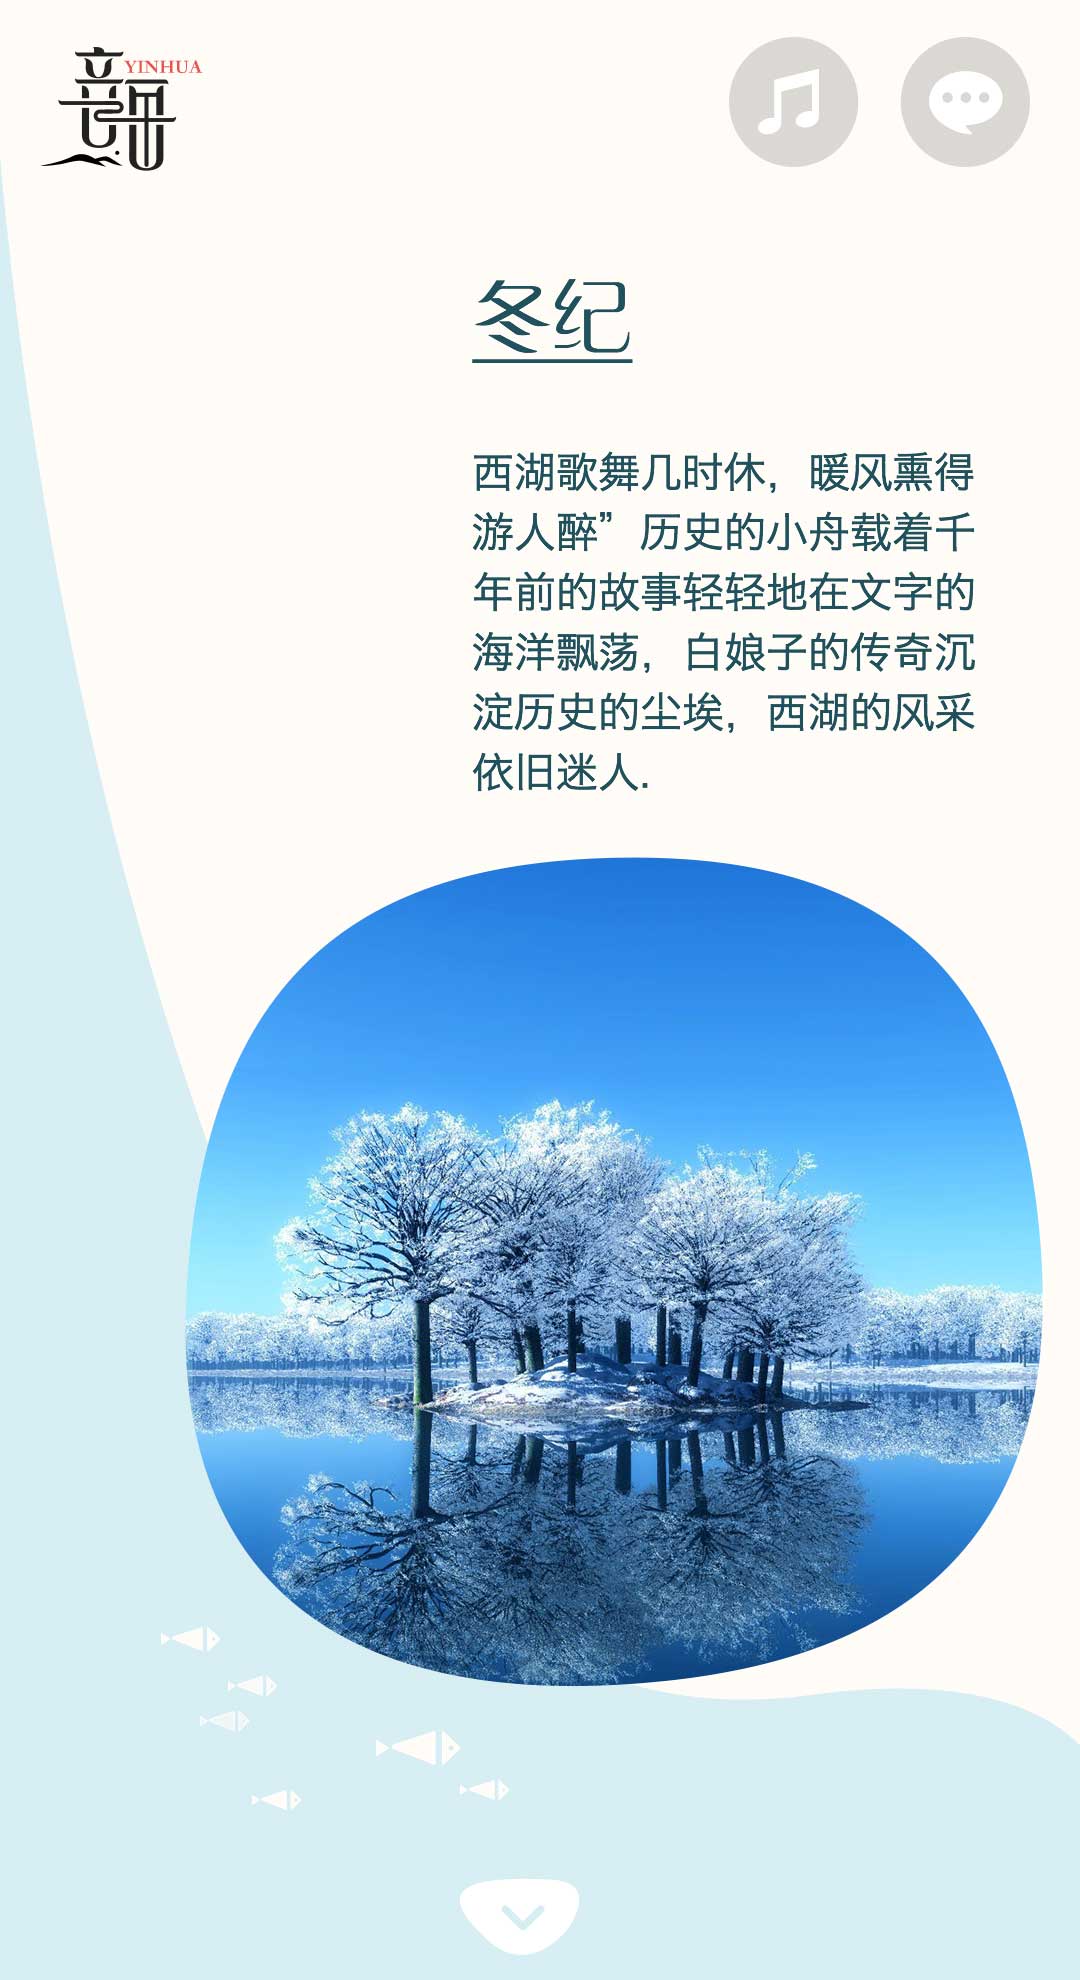 YINHUA
冬纪
西湖歌舞几时休，暖风熏得
游人醉”历史的小舟载着千
年前的故事轻轻地在文字的
海洋飘荡，白娘子的传奇沉
淀历史的尘埃，西湖的风采
依旧迷人.